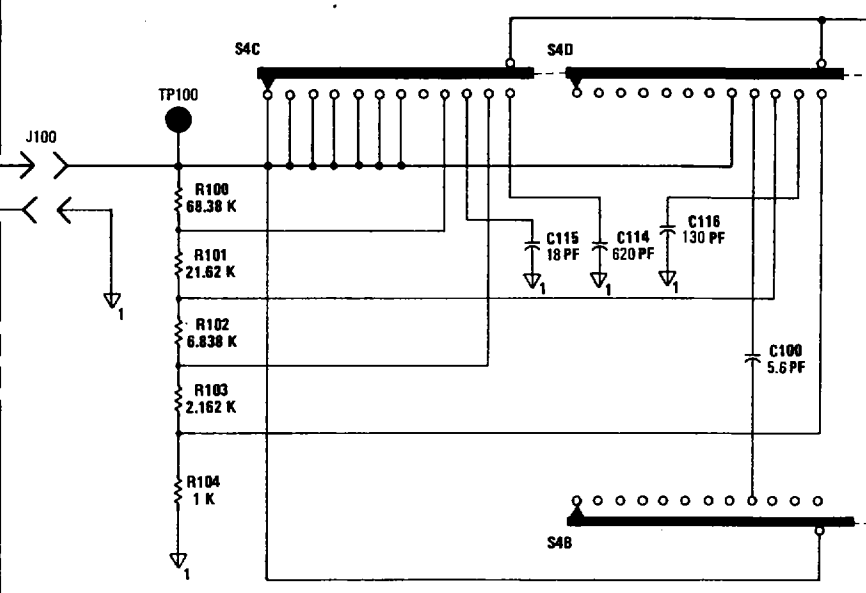 S4C
S4D
TP100
J100
R100
68.38 K
R101
21.62 K
R102
6.838 K
R103
2.162 K
R104
1 K
1
1
C115
18 PF
1
C114
620 PF
1
C116
130 PF
1
C100
5.6 PF
S4B